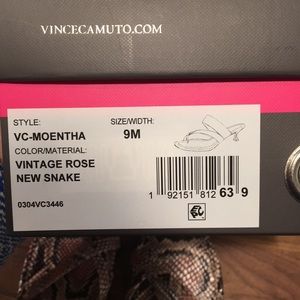 VINCECAMUTO.COM
STYLE: SIZE/WIDTH:
VC-MOENTHA 9M
COLOR/MATERIAL:
VINTAGE ROSE
NEW SNAKE
0304VC3446
1 92151 812 63 9